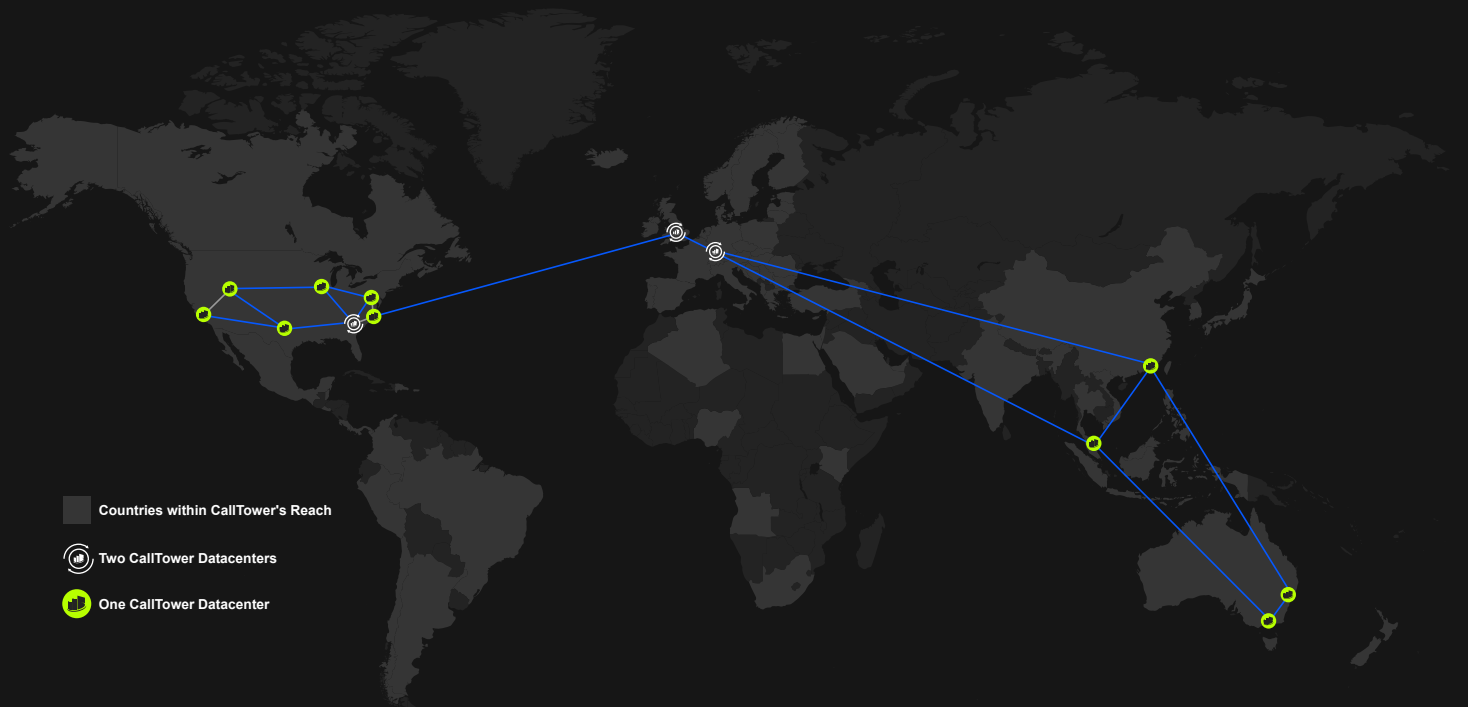 Countries within CallTower's Reach
Two CallTower Datacenters
One CallTower Datacenter